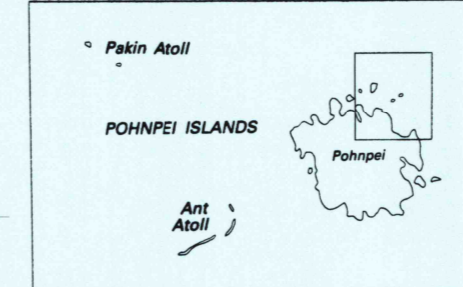 Pakin Atoll
POHNPEI ISLANDS
Pohnpei
Ant
Atoll